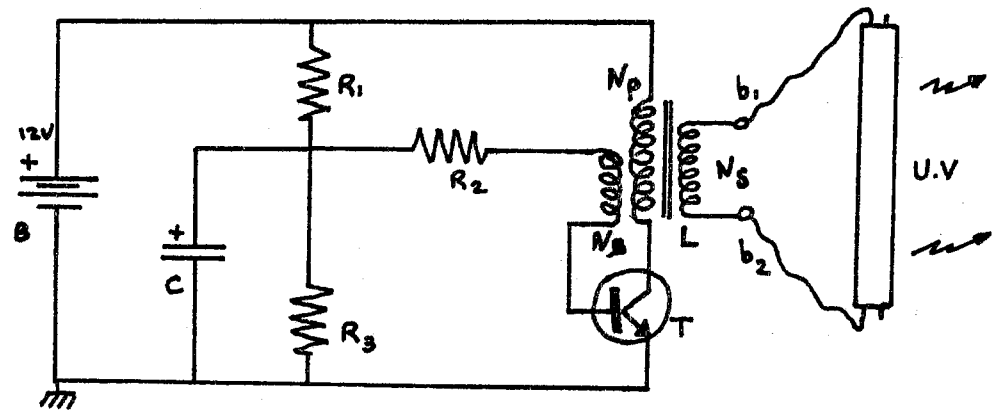 12V
+
B
+
C
R1
R2
R3
NP
NB
NS
L
T
b1
b2
U.V